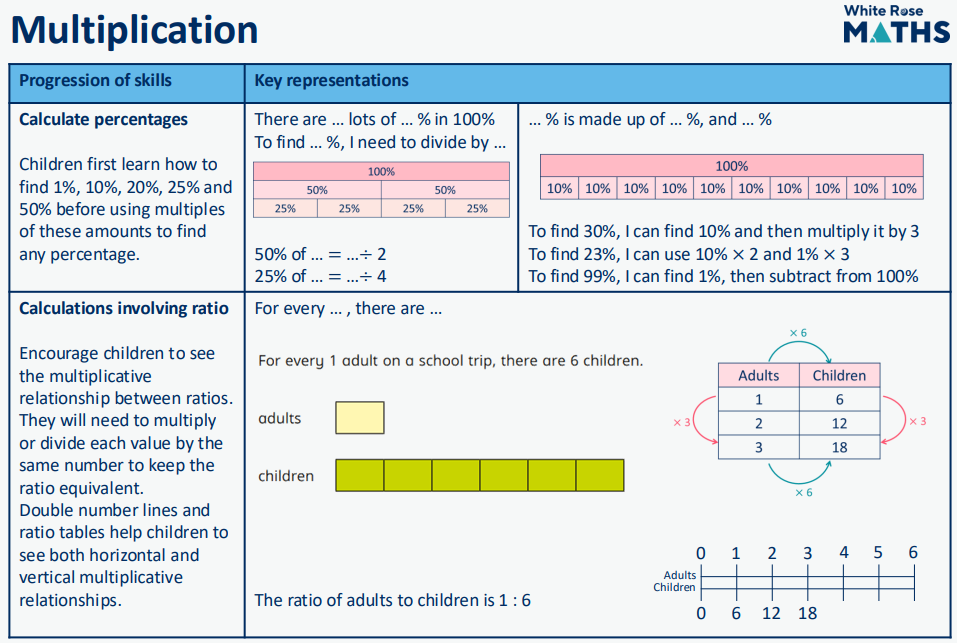 Multiplication
White Rose
MATHS
Progression of skills
Key representations
Calculate percentages
Children first learn how to
find 1%, 10%, 20%, 25% and
50% before using multiples
of these amounts to find
any percentage.
There are ... lots of ... % in 100%
To find ... %, I need to divide by ...
100%
50% 50%
25% 25% 25% 25%
50% of ... = ...÷ 2
25% of ... = ...÷ 4
... % is made up of ... %, and ... %
100%
10% 10% 10% 10% 10% 10% 10% 10% 10% 10%
To find 30%, I can find 10% and then multiply it by 3
To find 23%, I can use 10% × 2 and 1% × 3
To find 99%, I can find 1%, then subtract from 100%
Calculations involving ratio
Encourage children to see
the multiplicative
relationship between ratios.
They will need to multiply
or divide each value by the
same number to keep the
ratio equivalent.
Double number lines and
ratio tables help children to
see both horizontal and
vertical multiplicative
relationships.
For every ... , there are ...
For every 1 adult on a school trip, there are 6 children.
adults
children
The ratio of adults to children is 1 : 6
× 6
Adults Children
1 6
2 12
3 18
× 3
× 3
× 6
0 1 2 3 4 5 6
Adults
Children
0 6 12 18